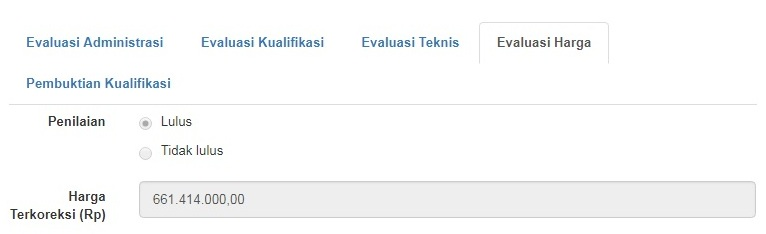 Evaluasi Administrasi Evaluasi Kualifikasi Evaluasi Teknis Evaluasi Harga
Pembuktian Kualifikasi
Penilaian Lulus
Tidak lulus
Harga
Terkoreksi (Rp) 661.414.000,00